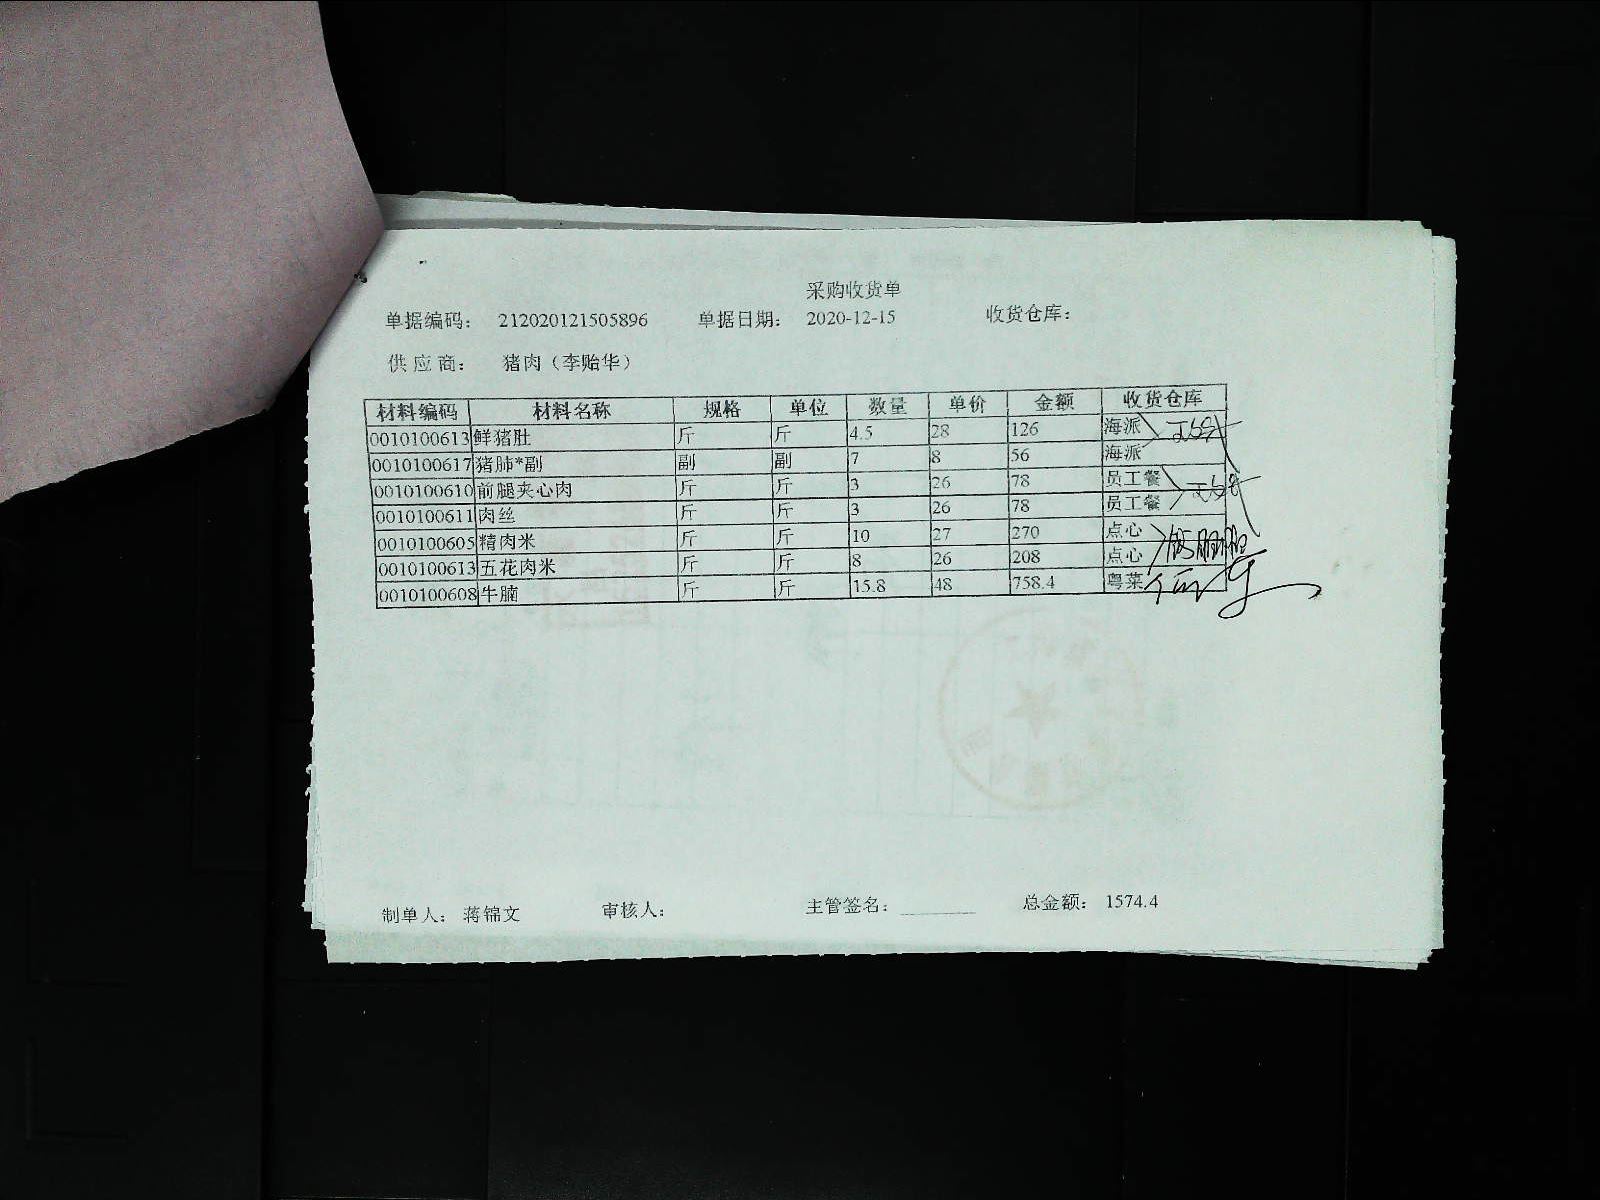 采购收货单
单据编码： 212020121505896 单据日期： 2020-12-15 收货仓库：
供应商： 猪肉（李贻华）
材料编码 材料名称 规格 单位 数量 单价 金额 收货仓库
0010100613 鲜猪肚 斤 斤 4.5 28 126 海派
0010100617 猪肺*副 副 副 7 8 56 海派
0010100610 前腿夹心肉 斤 斤 3 26 78 员工餐
0010100611 肉丝 斤 斤 3 26 78 员工餐
0010100605 精肉米 斤 斤 10 27 270 点心
0010100613 五花肉米 斤 斤 8 26 208 点心
0010100608 牛腩 斤 斤 15.8 48 758.4 粤菜
制单人： 蒋锦文 审核人： 主管签名： 总金额： 1574.4